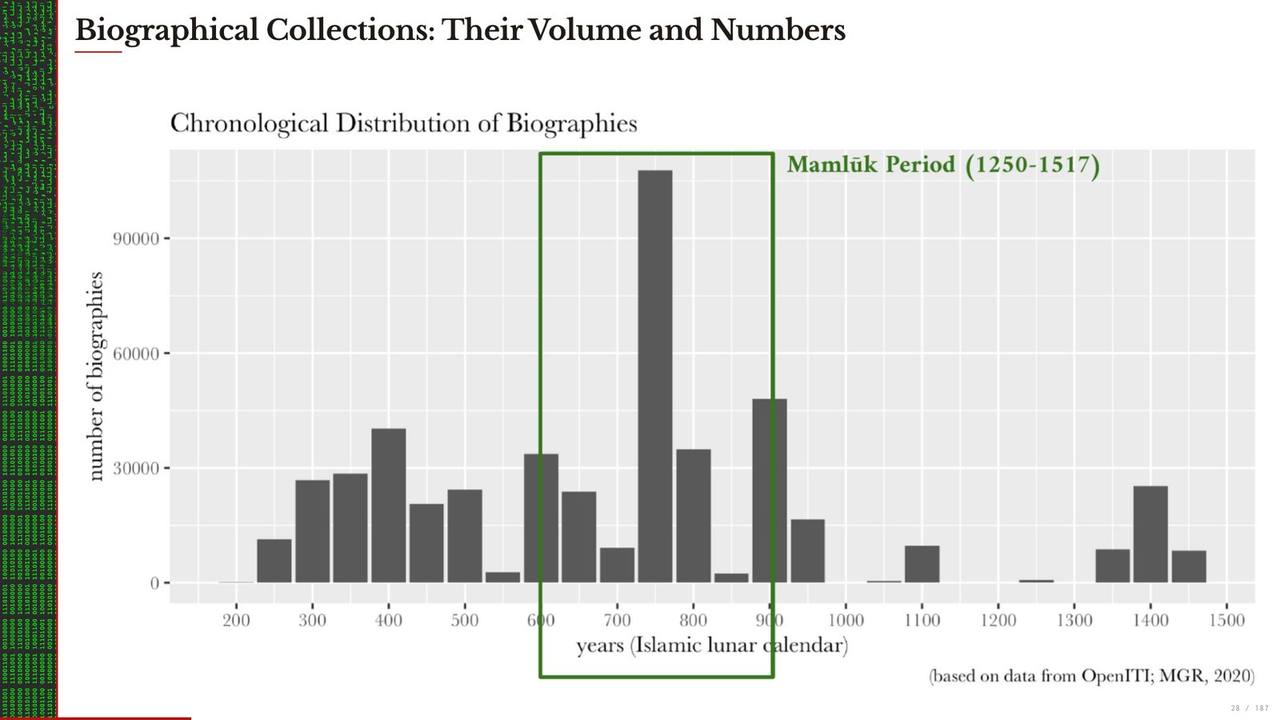 Biographical Collections: Their Volume and Numbers
Chronological Distribution of Biographies
Mamlūk Period (1250-1517)
number of biographies
90000
60000
30000
0
200 300 400 500 600 700 800 900 1000 1100 1200 1300 1400 1500
years (Islamic lunar calendar)
(based on data from OpenITI; MGR, 2020)
28 / 187